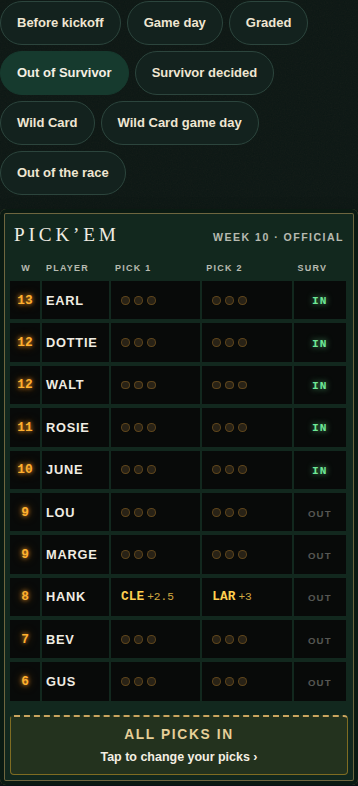 Before kickoff Game day Graded
Out of Survivor Survivor decided
Wild Card Wild Card game day
Out of the race
PICK’EM WEEK 10 · OFFICIAL
W PLAYER PICK 1 PICK 2 SURV
13 EARL IN
12 DOTTIE IN
12 WALT IN
11 ROSIE IN
10 JUNE IN
9 LOU OUT
9 MARGE OUT
8 HANK CLE +2.5 LAR +3 OUT
7 BEV OUT
6 GUS OUT
ALL PICKS IN
Tap to change your picks ›